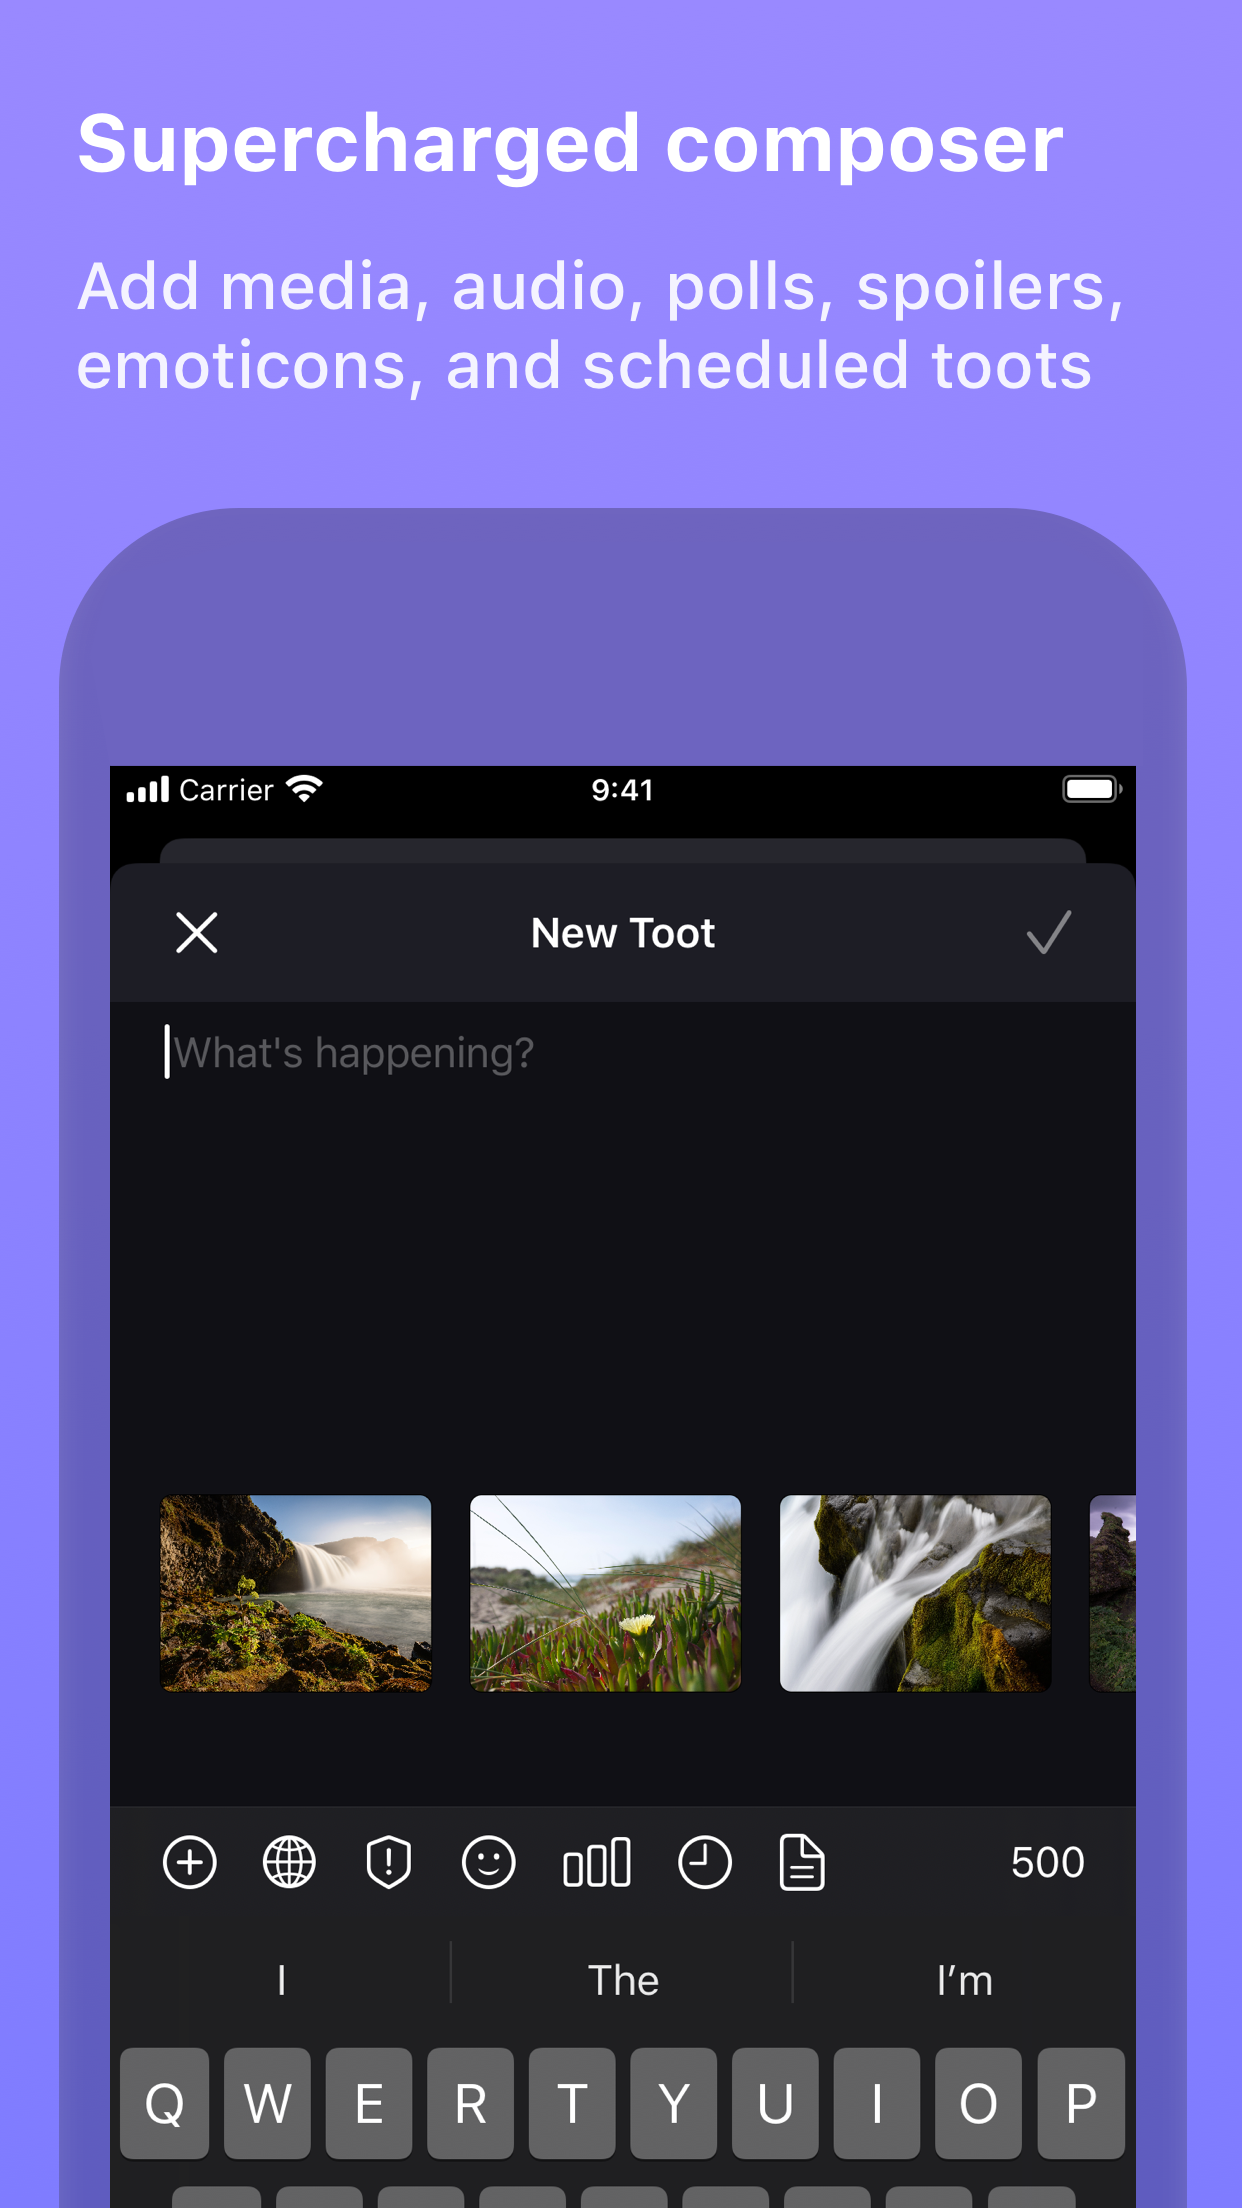 Supercharged composer
Add media, audio, polls, spoilers,
emoticons, and scheduled toots
Carrier 9:41
New Toot
What's happening?
500
I The I’m
Q W E R T Y U I O P